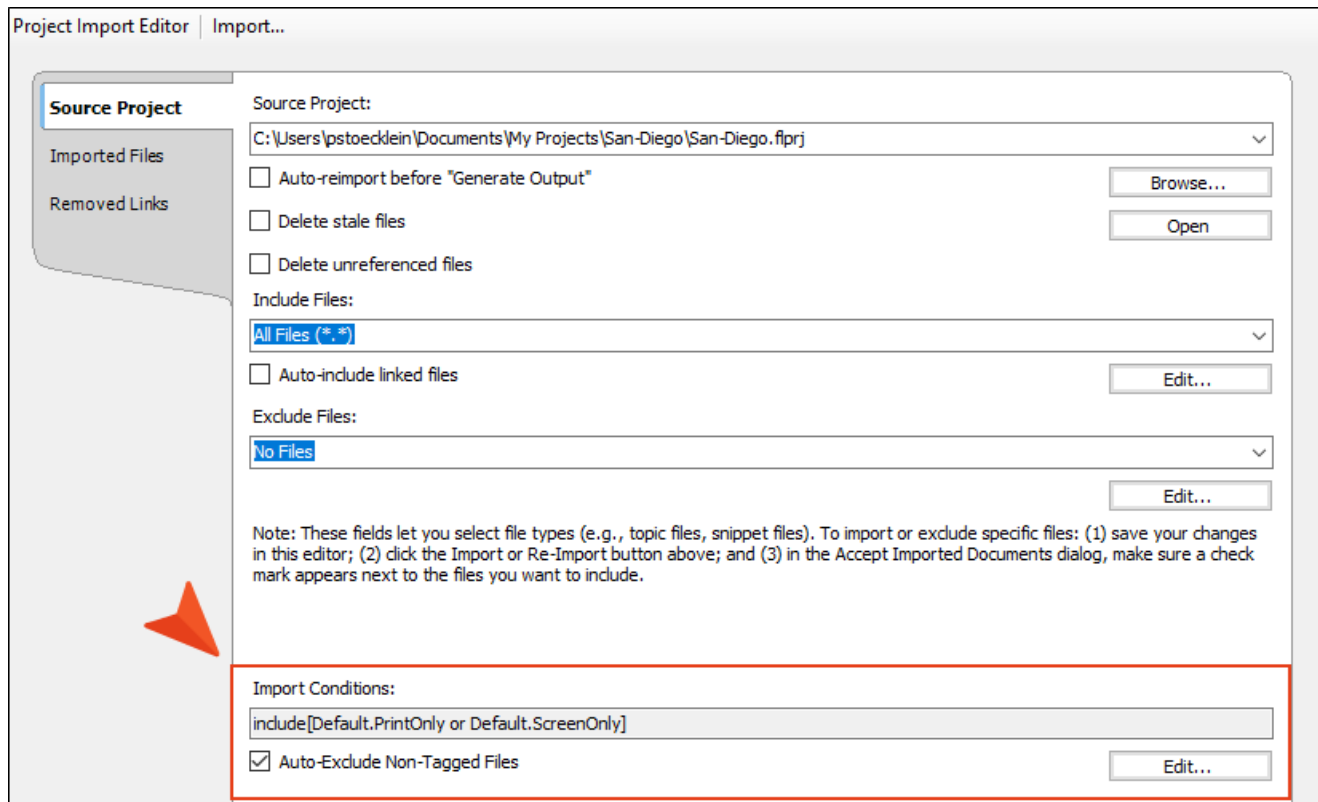 Project Import Editor | Import...
Source Project
Imported Files
Removed Links
Source Project:
C:\Users\pstoecklein\Documents\My Projects\San-Diego\San-Diego.flprj
Auto-reimport before "Generate Output"
Browse...
Delete stale files
Open
Delete unreferenced files
Include Files:
All Files (*.*)
Auto-include linked files
Edit...
Exclude Files:
No Files
Edit...
Note: These fields let you select file types (e.g., topic files, snippet files). To import or exclude specific files: (1) save your changes
in this editor; (2) click the Import or Re-Import button above; and (3) in the Accept Imported Documents dialog, make sure a check
mark appears next to the files you want to include.
Import Conditions:
include[Default.PrintOnly or Default.ScreenOnly]
Auto-Exclude Non-Tagged Files
Edit...